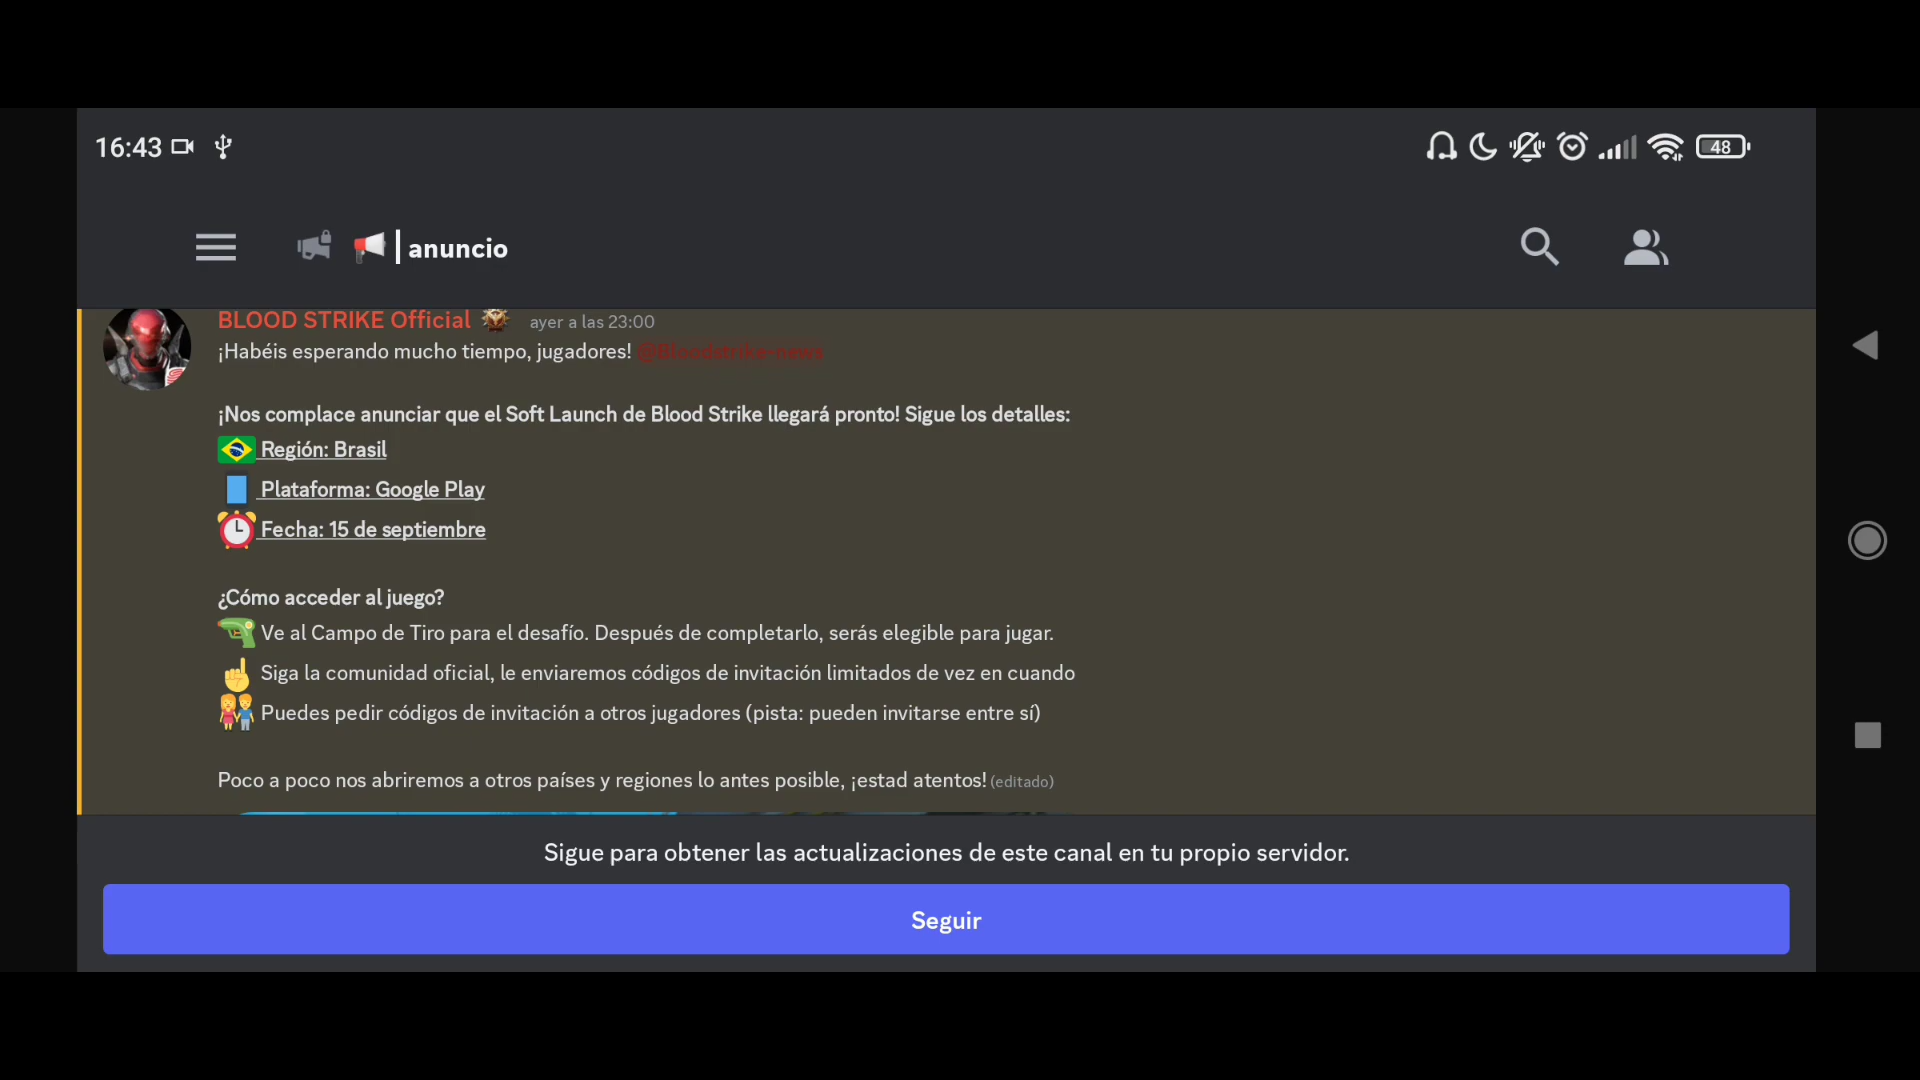 16:43
48
anuncio
BLOOD STRIKE Official ayer a las 23:00
¡Habéis esperando mucho tiempo, jugadores! @Bloodstrike-news
¡Nos complace anunciar que el Soft Launch de Blood Strike llegará pronto! Sigue los detalles:
Región: Brasil
Plataforma: Google Play
Fecha: 15 de septiembre
¿Cómo acceder al juego?
Ve al Campo de Tiro para el desafío. Después de completarlo, serás elegible para jugar.
Siga la comunidad oficial, le enviaremos códigos de invitación limitados de vez en cuando
Puedes pedir códigos de invitación a otros jugadores (pista: pueden invitarse entre sí)
Poco a poco nos abriremos a otros países y regiones lo antes posible, ¡estad atentos! (editado)
Sigue para obtener las actualizaciones de este canal en tu propio servidor.
Seguir